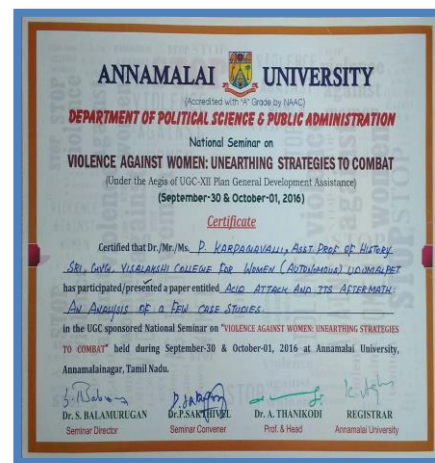 ANNAMALAI UNIVERSITY
(Accredited with "A" Grade by NAAC)
DEPARTMENT OF POLITICAL SCIENCE & PUBLIC ADMINISTRATION
National Seminar on
VIOLENCE AGAINST WOMEN: UNEARTHING STRATEGIES TO COMBAT
(Under the Aegis of UGC-XII Plan General Development Assistance)
(September-30 & October-01, 2016)
Certificate
Certified that Dr./Mr./Ms. P. KARPAGAVALLI, ASST. PROF OF HISTORY
SRI. GVG. VISALAKSHI COLLEGE FOR WOMEN (AUTONOMOUS) UDUMALPET
has participated/presented a paper entitled ACID ATTACK AND ITS AFTERMATH:
AN ANALYSIS OF A FEW CASE STUDIES
in the UGC sponsored National Seminar on "VIOLENCE AGAINST WOMEN: UNEARTHING STRATEGIES
TO COMBAT" held during September-30 & October-01, 2016 at Annamalai University,
Annamalainagar, Tamil Nadu.
Dr. S. BALAMURUGAN Dr.P.SAKTHIVEL Dr. A. THANIKODI REGISTRAR
Seminar Director Seminar Convener Prof. & Head Annamalai University